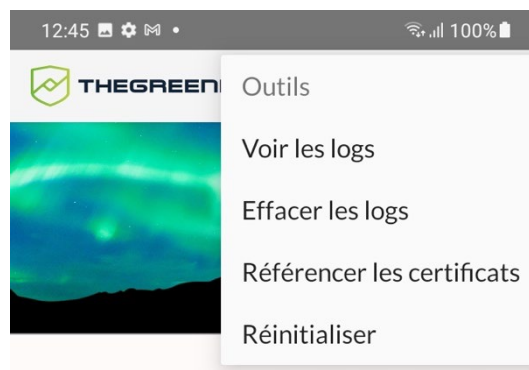 12:45 100%
THEGREEN
Outils
Voir les logs
Effacer les logs
Référencer les certificats
Réinitialiser